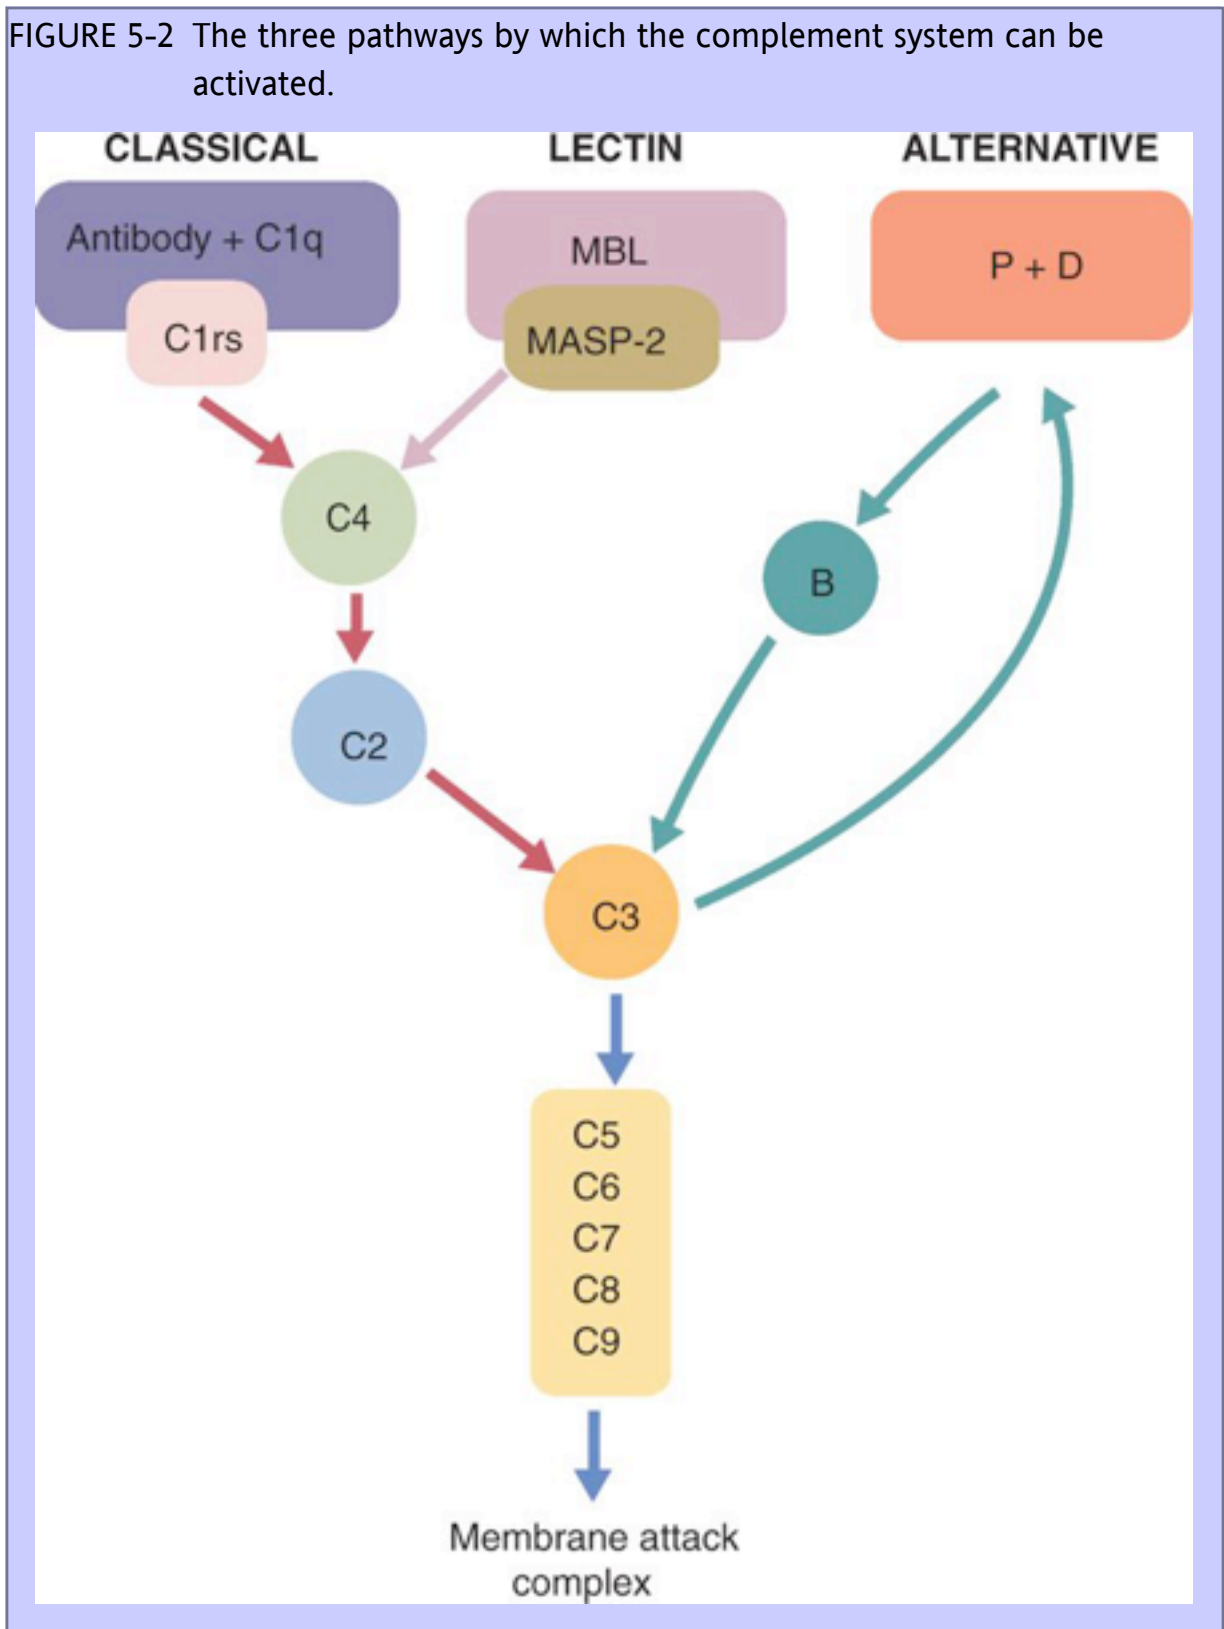 FIGURE 5-2 The three pathways by which the complement system can be
activated.
CLASSICAL
LECTIN
ALTERNATIVE
Antibody + C1q
MBL
P + D
C1rs
MASP-2
C4
B
C2
C3
C5
C6
C7
C8
C9
Membrane attack
complex